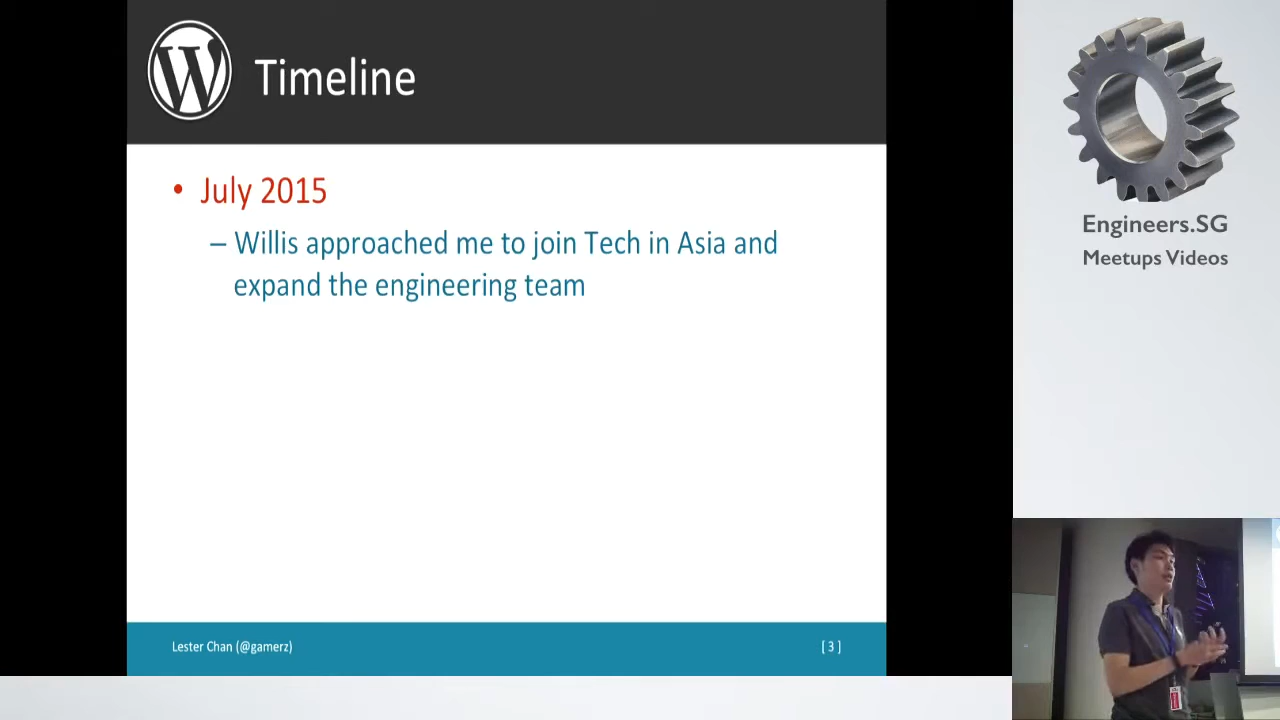 Timeline
• July 2015
– Willis approached me to join Tech in Asia and
expand the engineering team
Lester Chan (@gamerz)
[ 3 ]
Engineers.SG
Meetups Videos